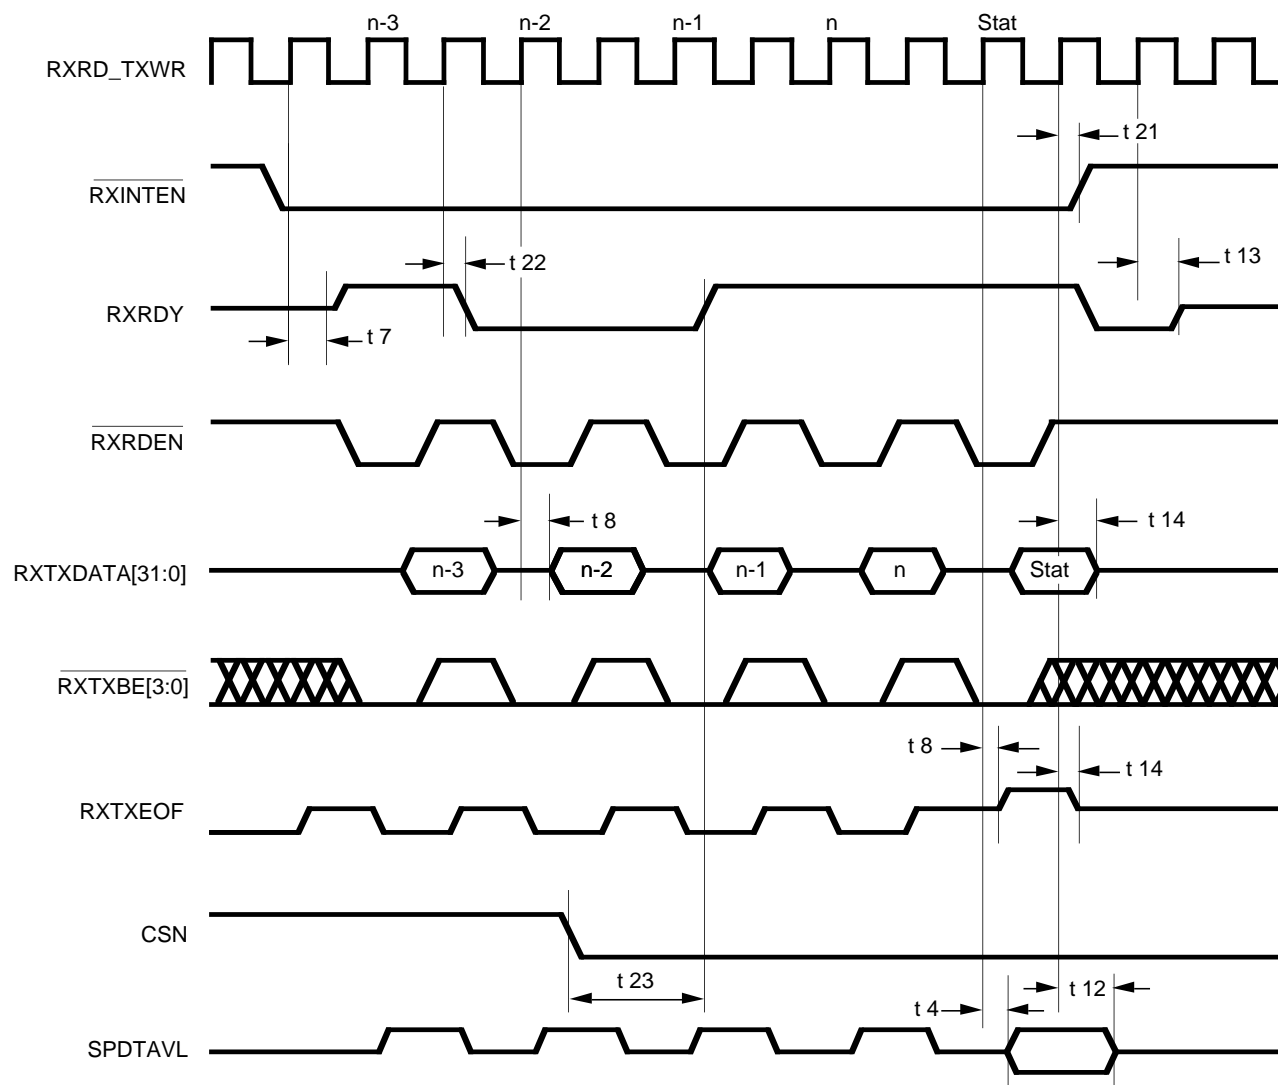 n-3 n-2 n-1 n Stat
RXRD_TXWR
t 21
RXINTEN
t 22 t 13
RXRDY
t 7
RXRDEN
t 8 t 14
RXTXDATA[31:0] n-3 n-2 n-1 n Stat
RXTXBE[3:0]
t 8
t 14
RXTXEOF
CSN
t 23 t 12
t 4
SPDTAVL